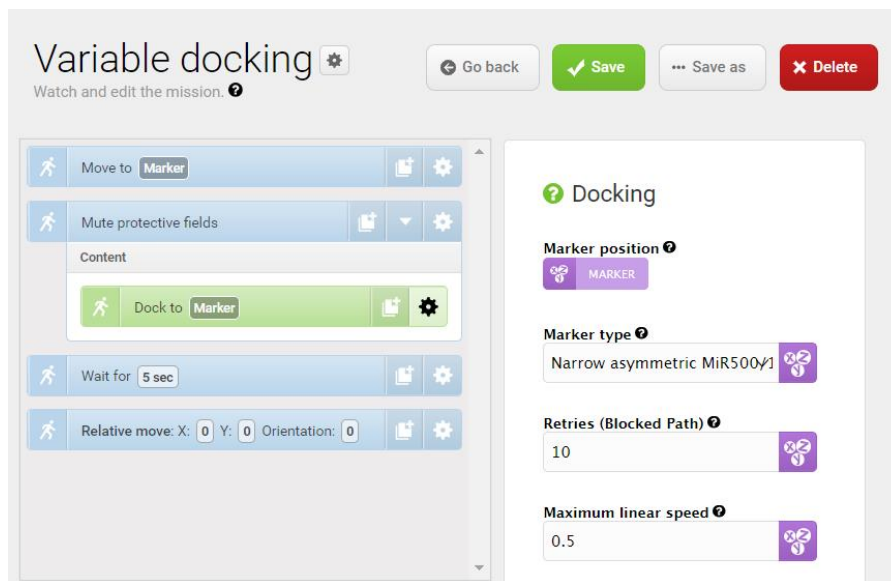 Variable docking
Go back
Save
Save as
Delete
Watch and edit the mission.
Move to Marker
Mute protective fields
Content
Dock to Marker
Wait for 5 sec
Relative move: X: 0 Y: 0 Orientation: 0
Docking
Marker position
MARKER
Marker type
Narrow asymmetric MiR500/1
Retries (Blocked Path)
10
Maximum linear speed
0.5